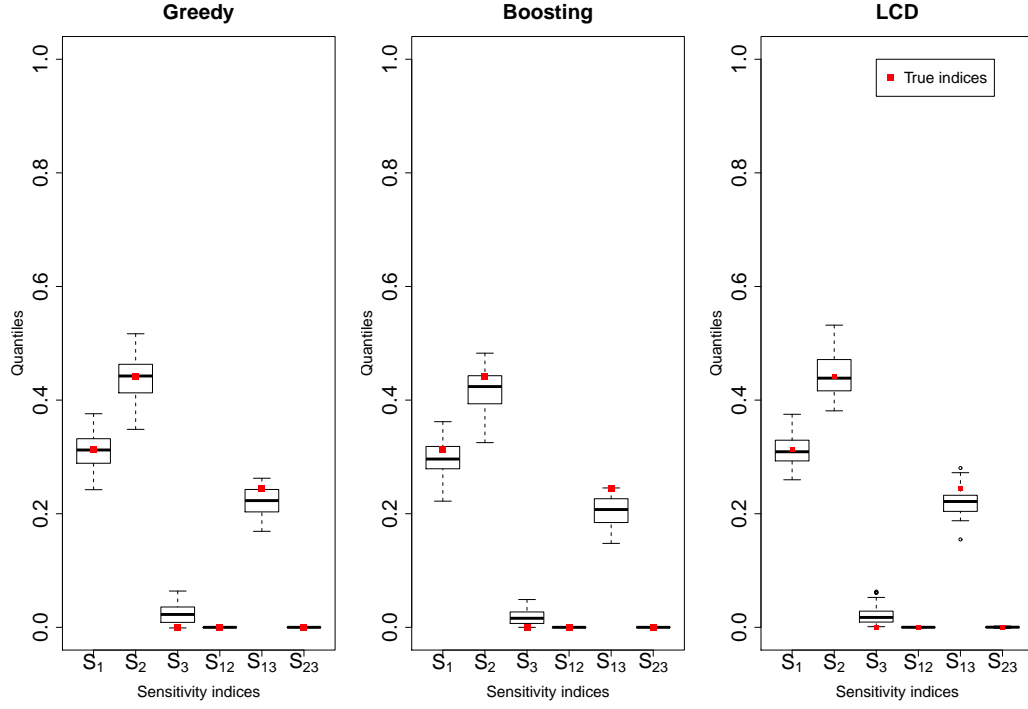 Greedy
Quantiles
1.0
0.8
0.6
0.4
0.2
0.0
S1 S2 S3 S12 S13 S23
Sensitivity indices
Boosting
Quantiles
1.0
0.8
0.6
0.4
0.2
0.0
S1 S2 S3 S12 S13 S23
Sensitivity indices
LCD
True indices
Quantiles
1.0
0.8
0.6
0.4
0.2
0.0
S1 S2 S3 S12 S13 S23
Sensitivity indices